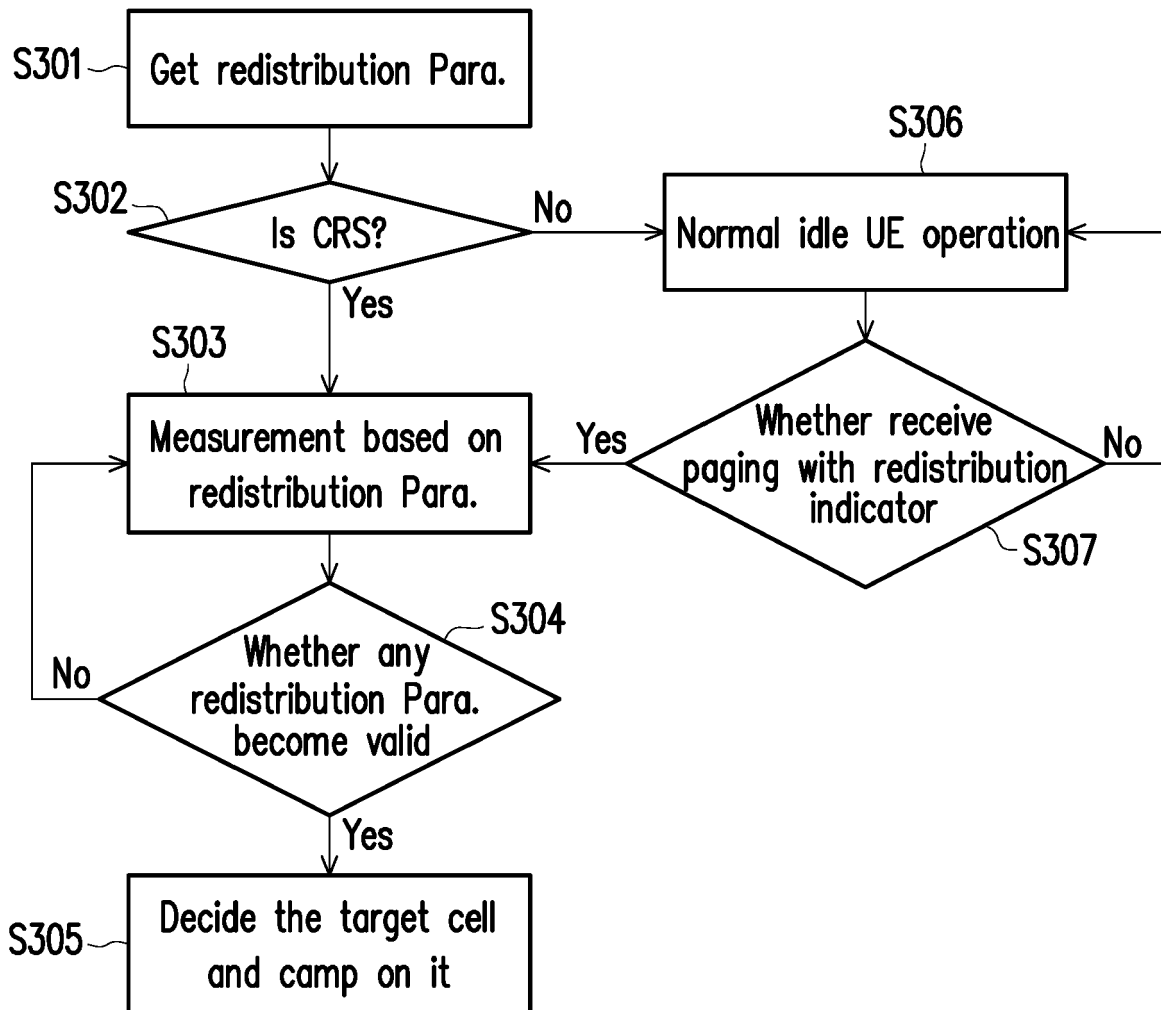 S301
Get redistribution Para.
S302
Is CRS?
No
Yes
S306
Normal idle UE operation
S303
Measurement based on
redistribution Para.
Yes
Whether receive
paging with redistribution
indicator
No
S307
S304
Whether any
redistribution Para.
become valid
No
Yes
S305
Decide the target cell
and camp on it